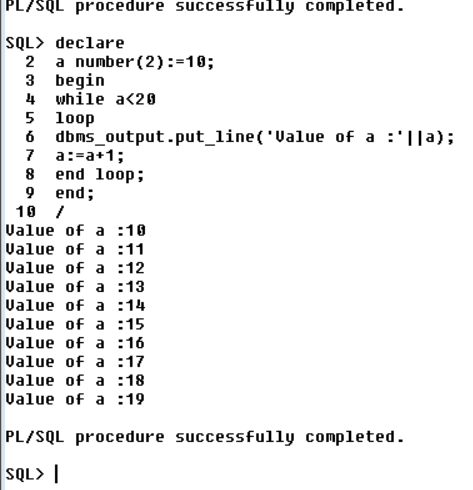 PL/SQL procedure successfully completed.
SQL> declare
2 a number(2):=10;
3 begin
4 while a<20
5 loop
6 dbms_output.put_line('Value of a :'||a);
7 a:=a+1;
8 end loop;
9 end;
10 /
Value of a :10
Value of a :11
Value of a :12
Value of a :13
Value of a :14
Value of a :15
Value of a :16
Value of a :17
Value of a :18
Value of a :19
PL/SQL procedure successfully completed.
SQL>